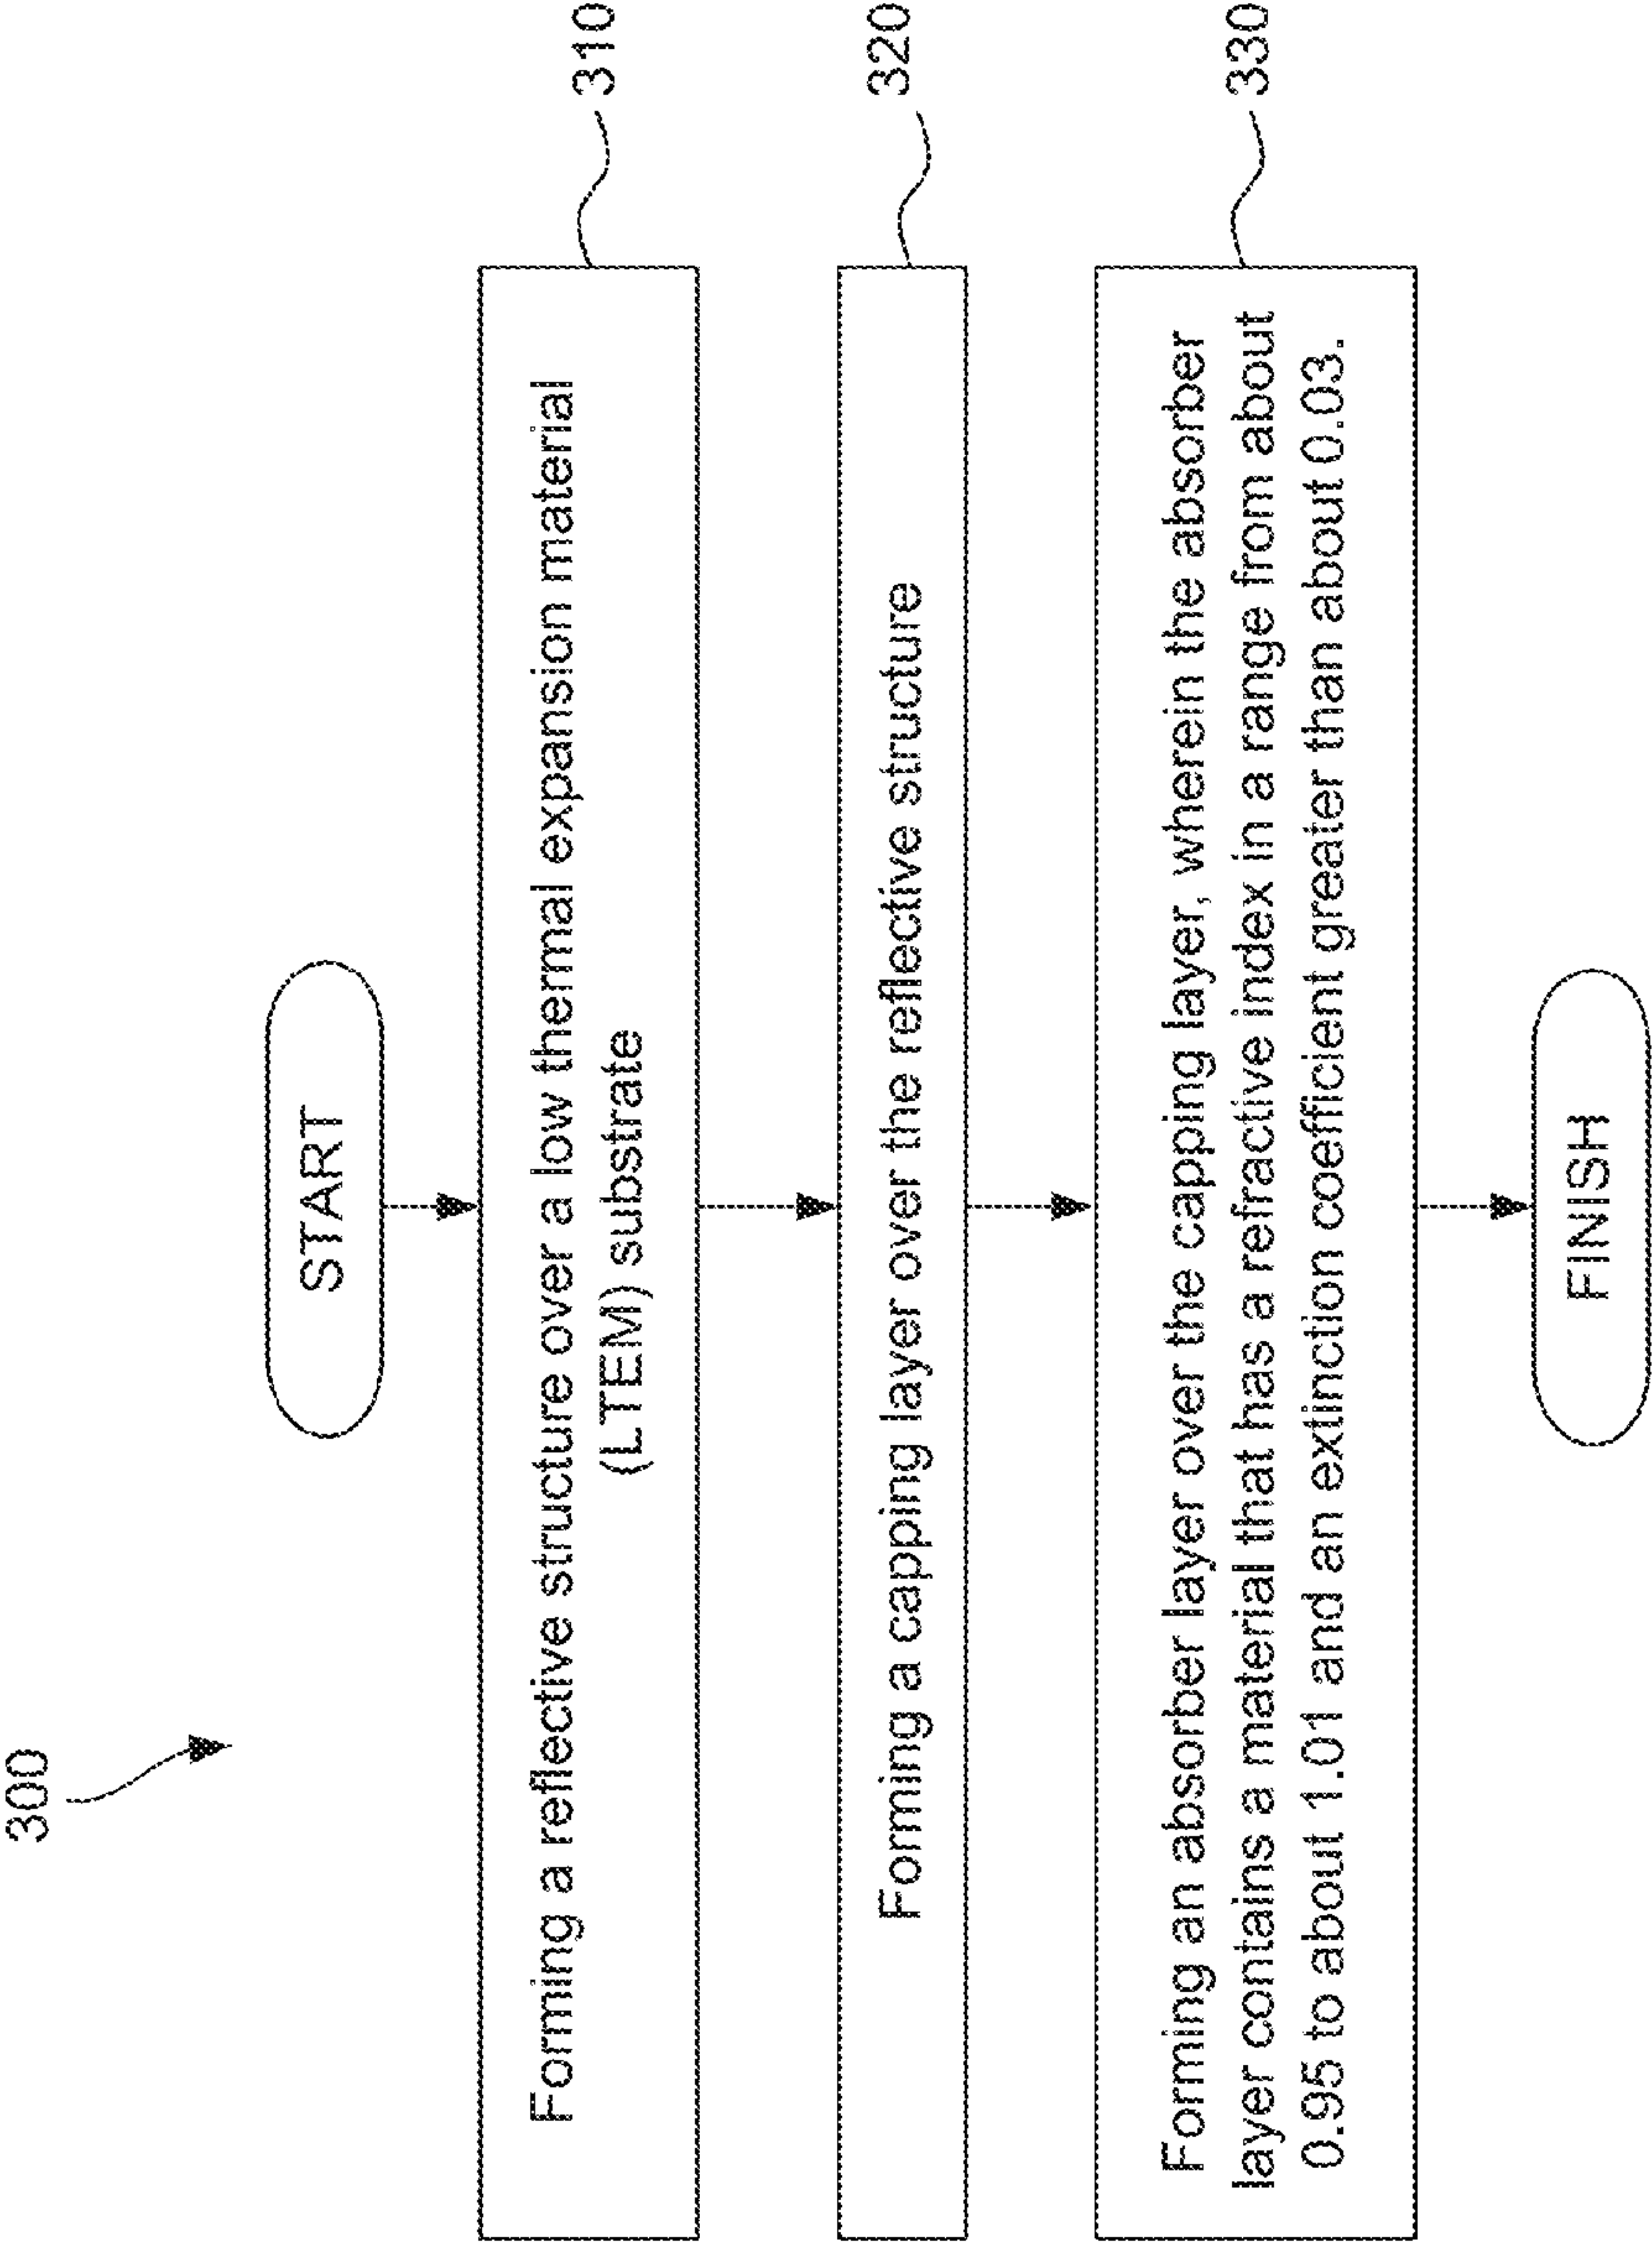 300
START
Forming a reflective structure over a low thermal expansion material
(LTEM) substrate
310
Forming a capping layer over the reflective structure
320
Forming an absorber layer over the capping layer, wherein the absorber
layer contains a material that has a refractive index in a range from about
0.95 to about 1.01 and an extinction coefficient greater than about 0.03.
330
FINISH